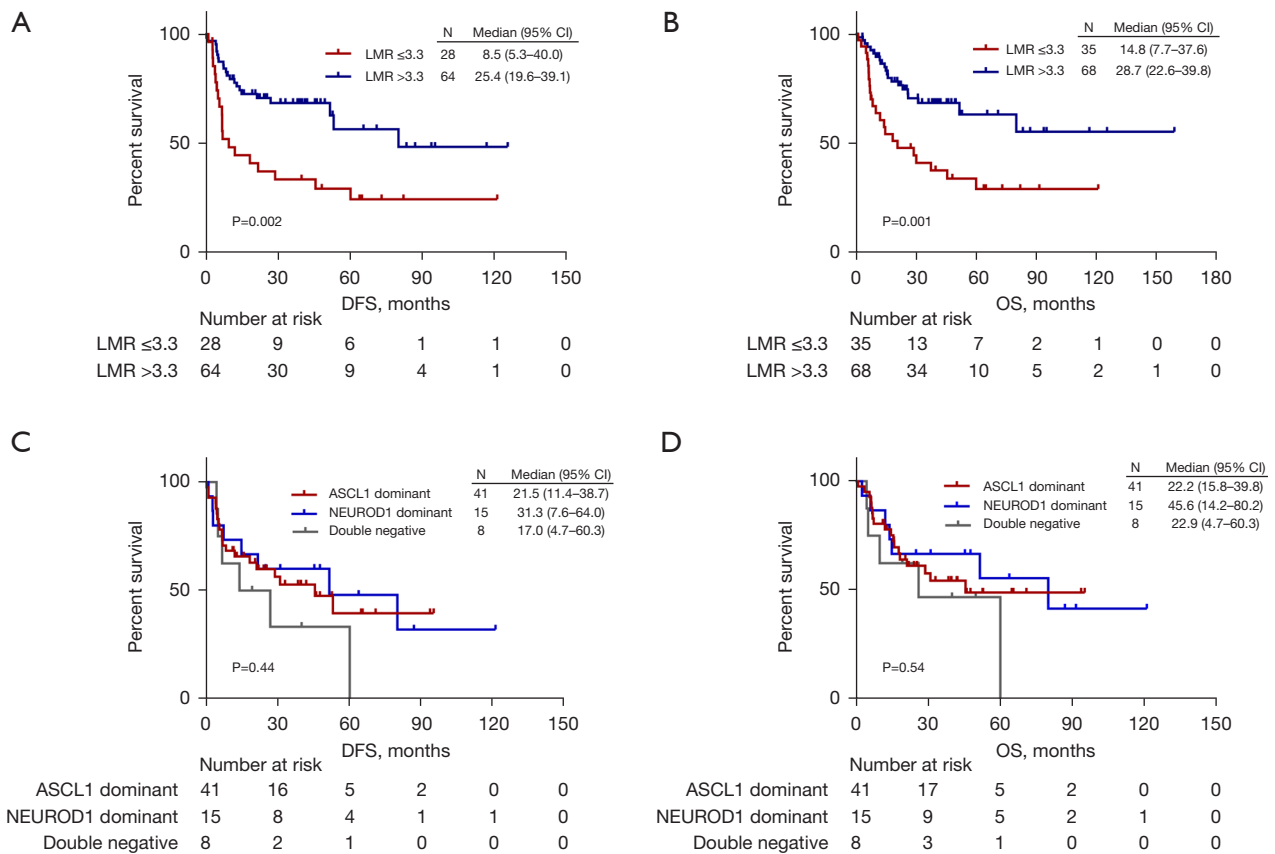 A
N Median (95% CI)
LMR ≤3.3 28 8.5 (5.3–40.0)
LMR >3.3 64 25.4 (19.6–39.1)
100
50
0
Percent survival
P=0.002
0 30 60 90 120 150
DFS, months
Number at risk
LMR ≤3.3 28 9 6 1 1 0
LMR >3.3 64 30 9 4 1 0
B
N Median (95% CI)
LMR ≤3.3 35 14.8 (7.7–37.6)
LMR >3.3 68 28.7 (22.6–39.8)
100
50
0
Percent survival
P=0.001
0 30 60 90 120 150 180
OS, months
Number at risk
LMR ≤3.3 35 13 7 2 1 0 0
LMR >3.3 68 34 10 5 2 1 0
C
N Median (95% CI)
ASCL1 dominant 41 21.5 (11.4–38.7)
NEUROD1 dominant 15 31.3 (7.6–64.0)
Double negative 8 17.0 (4.7–60.3)
100
50
0
Percent survival
P=0.44
0 30 60 90 120 150
DFS, months
Number at risk
ASCL1 dominant 41 16 5 2 0 0
NEUROD1 dominant 15 8 4 1 1 0
Double negative 8 2 1 0 0 0
D
N Median (95% CI)
ASCL1 dominant 41 22.2 (15.8–39.8)
NEUROD1 dominant 15 45.6 (14.2–80.2)
Double negative 8 22.9 (4.7–60.3)
100
50
0
Percent survival
P=0.54
0 30 60 90 120 150
OS, months
Number at risk
ASCL1 dominant 41 17 5 2 0 0
NEUROD1 dominant 15 9 5 2 1 0
Double negative 8 3 1 0 0 0